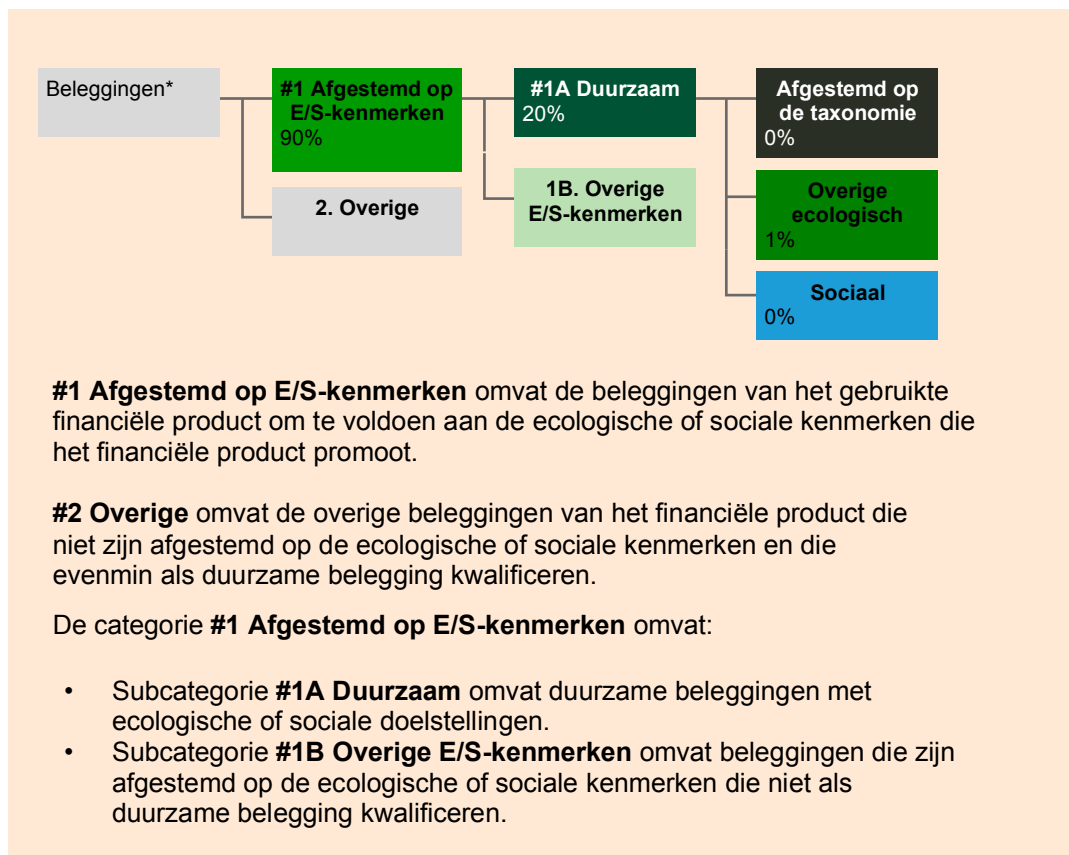 Beleggingen*
#1 Afgestemd op
E/S-kenmerken
90%
2. Overige
#1A Duurzaam
20%
1B. Overige
E/S-kenmerken
Afgestemd op
de taxonomie
0%
Overige
ecologisch
1%
Sociaal
0%
#1 Afgestemd op E/S-kenmerken omvat de beleggingen van het gebruikte
financiële product om te voldoen aan de ecologische of sociale kenmerken die
het financiële product promoot.
#2 Overige omvat de overige beleggingen van het financiële product die
niet zijn afgestemd op de ecologische of sociale kenmerken en die
evenmin als duurzame belegging kwalificeren.
De categorie #1 Afgestemd op E/S-kenmerken omvat:
• Subcategorie #1A Duurzaam omvat duurzame beleggingen met
ecologische of sociale doelstellingen.
• Subcategorie #1B Overige E/S-kenmerken omvat beleggingen die zijn
afgestemd op de ecologische of sociale kenmerken die niet als
duurzame belegging kwalificeren.